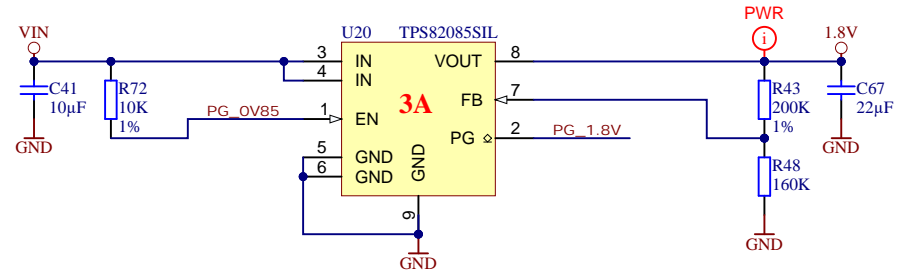 PWR
VIN
U20 TPS82085SIL
1.8V
3 IN VOUT 8
4 IN
C41
10µF
R72
10K
1%
3A
FB 7
R43
200K
1%
C67
22µF
PG_0V85
1 EN
PG 2
PG_1.8V
GND
GND
5 GND
6 GND
GND
R48
160K
9
GND
GND